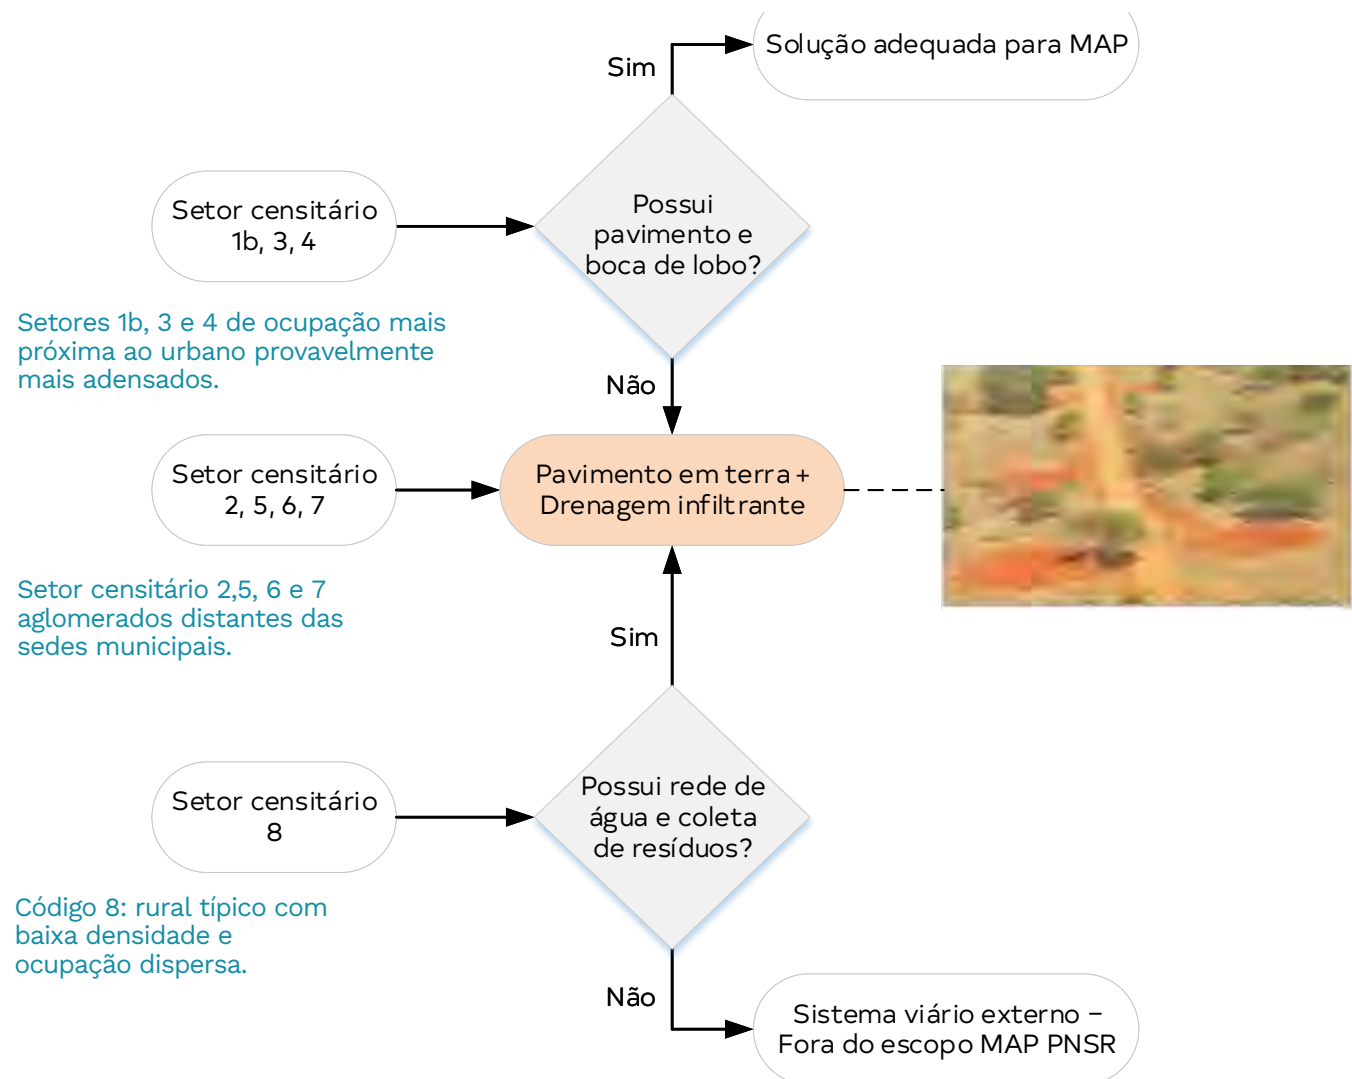 Solução adequada para MAP
Sim
Possui
pavimento e
boca de lobo?
Setor censitário
1b, 3, 4
Setores 1b, 3 e 4 de ocupação mais
próxima ao urbano provavelmente
mais adensados.
Não
Setor censitário
2, 5, 6, 7
Pavimento em terra +
Drenagem infiltrante
Setor censitário 2,5, 6 e 7
aglomerados distantes das
sedes municipais.
Sim
Setor censitário
8
Possui rede de
água e coleta
de resíduos?
Código 8: rural típico com
baixa densidade e
ocupação dispersa.
Não
Sistema viário externo –
Fora do escopo MAP PNSR